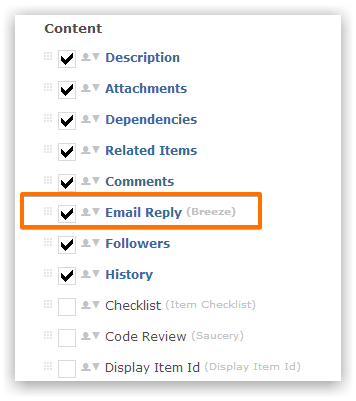 Content
Description
Attachments
Dependencies
Related Items
Comments
Email Reply (Breeze)
Followers
History
Checklist (Item Checklist)
Code Review (Saucery)
Display Item Id (Display Item Id)